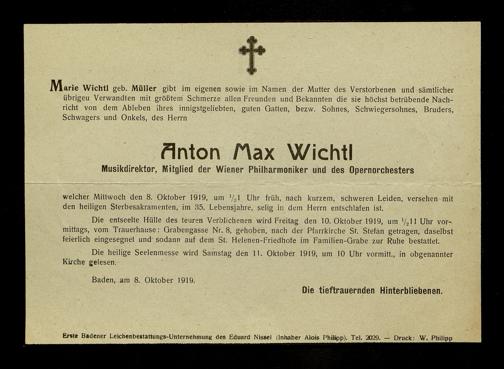 Marie Wichtl geb. Müller gibt im eigenen sowie im Namen der Mutter des Verstorbenen und sämtlicher
übrigeu Verwandten mit größtem Schmerze allen Freunden und Bekannten die sie höchst betrübende Nach-
richt von dem Ableben ihres innigstgeliebten, guten Gatten, bezw. Sohnes, Schwiegersohnes, Bruders,
Schwagers und Onkels, des Herrn
Anton Max Wichtl
Musikdirektor, Mitglied der Wiener Philharmoniker und des Opernorchesters
welcher Mittwoch den 8. Oktober 1919, um ½1 Uhr früh, nach kurzem, schweren Leiden, versehen mit
den heiligen Sterbesakramenten, im 35. Lebensjahre, selig in dem Herrn entschlafen ist.
Die entseelte Hülle des teuren Verblichenen wird Freitag den 10. Oktober 1919, um ½11 Uhr vor-
mittags, vom Trauerhause: Grabengasse Nr. 8, gehoben, nach der Pfarrkirche St. Stefan getragen, daselbst
feierlich eingesegnet und sodann auf dem St. Helenen-Friedhofe im Familien-Grabe zur Ruhe bestattet.
Die heilige Seelenmesse wird Samstag den 11. Oktober 1919, um 10 Uhr vormitt., in obgenannter
Kirche gelesen.
Baden, am 8. Oktober 1919.
Die tieftrauernden Hinterbliebenen.
Erste Badener Leichenbestattungs-Unternehmung des Eduard Nissel (Inhaber Alois Philipp). Tel. 2029. — Druck: W. Philipp